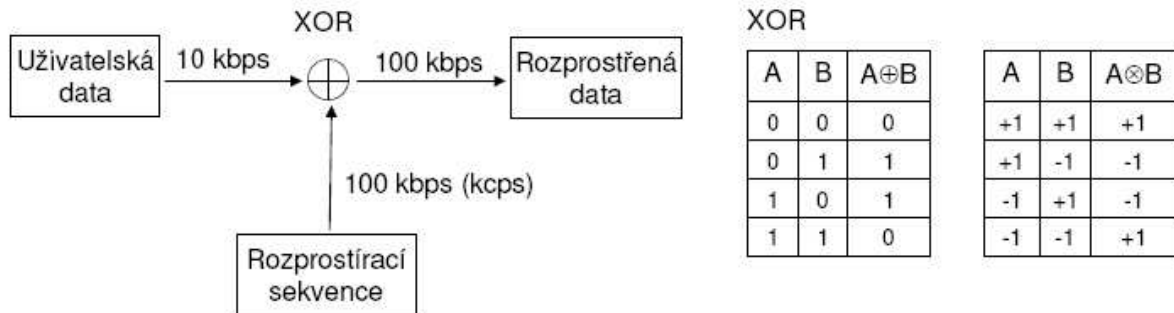 XOR
Uživatelská
data
10 kbps
100 kbps
Rozprostřená
data
100 kbps (kcps)
Rozprostírací
sekvence
XOR
A B A⊕B
0 0 0
0 1 1
1 0 1
1 1 0
A B A⊗B
+1 +1 +1
+1 -1 -1
-1 +1 -1
-1 -1 +1